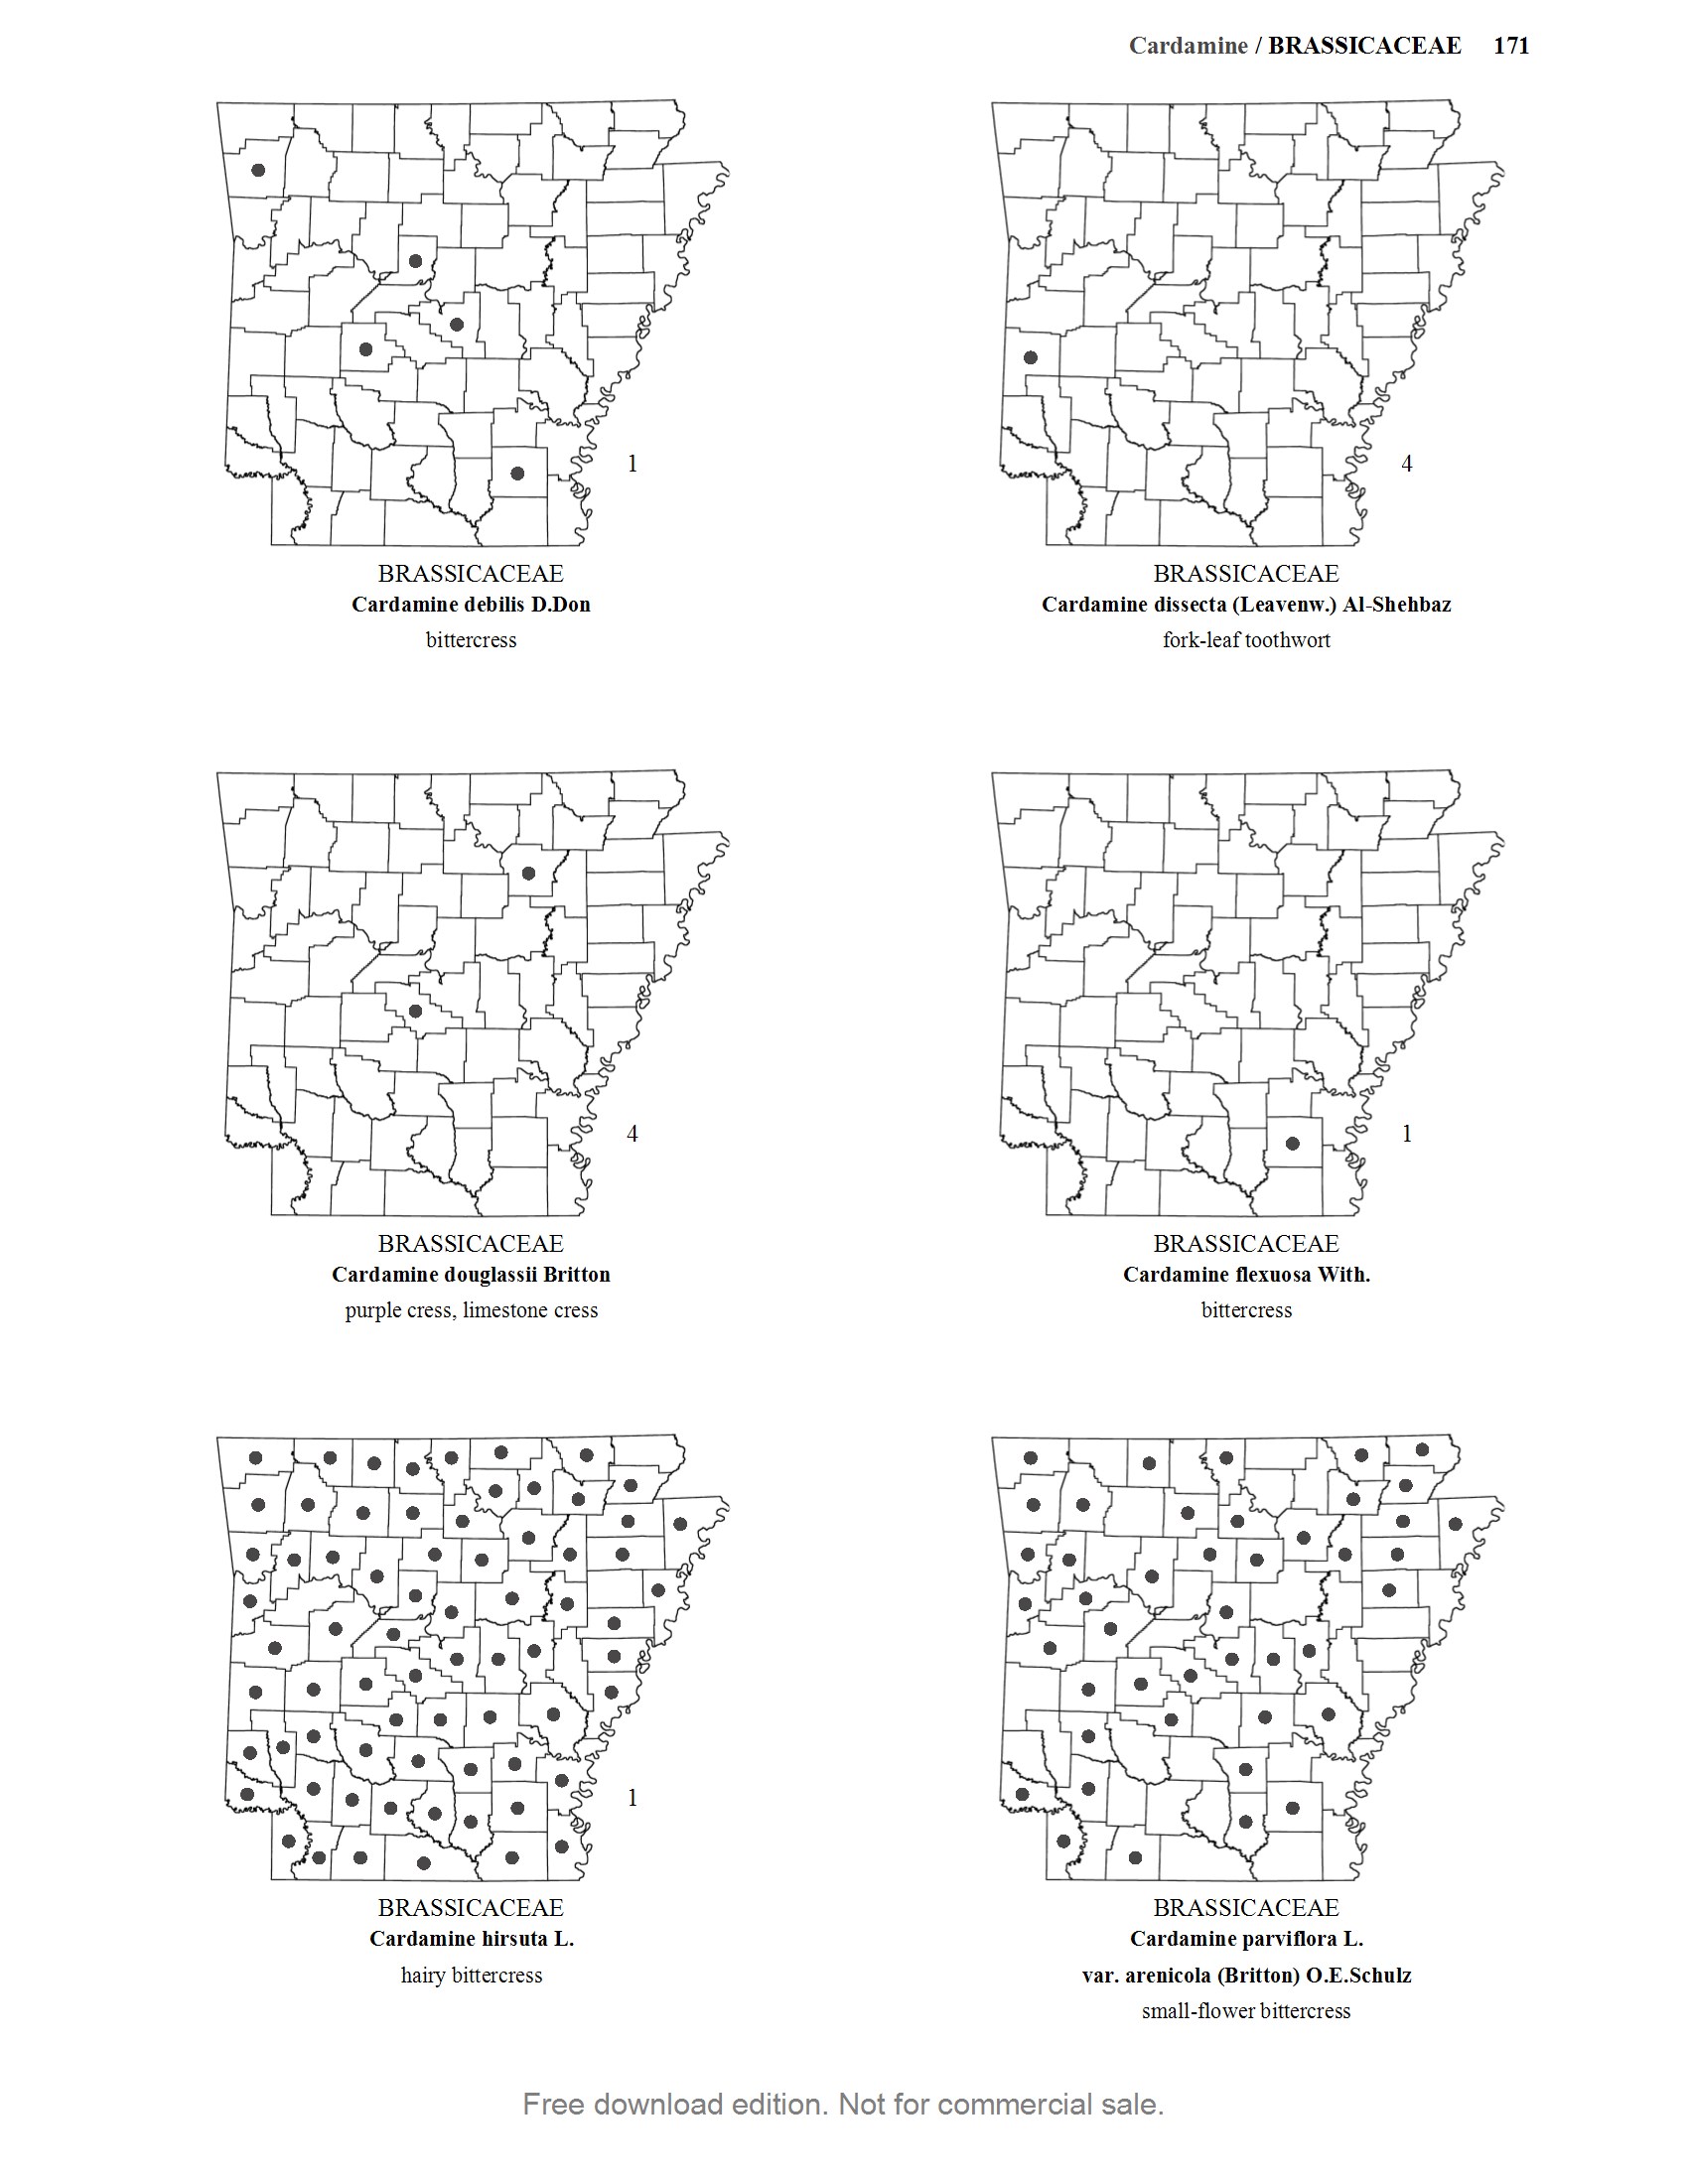 Cardamine / BRASSICACEAE 171
1
BRASSICACEAE
Cardamine debilis D.Don
bittercress
4
BRASSICACEAE
Cardamine dissecta (Leavenw.) Al-Shehbaz
fork-leaf toothwort
4
BRASSICACEAE
Cardamine douglassii Britton
purple cress, limestone cress
1
BRASSICACEAE
Cardamine flexuosa With.
bittercress
1
BRASSICACEAE
Cardamine hirsuta L.
hairy bittercress
BRASSICACEAE
Cardamine parviflora L.
var. arenicola (Britton) O.E.Schulz
small-flower bittercress
Free download edition. Not for commercial sale.